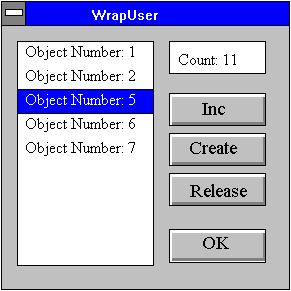 WrapUser
Object Number: 1
Object Number: 2
Object Number: 5
Object Number: 6
Object Number: 7
Count: 11
Inc
Create
Release
OK